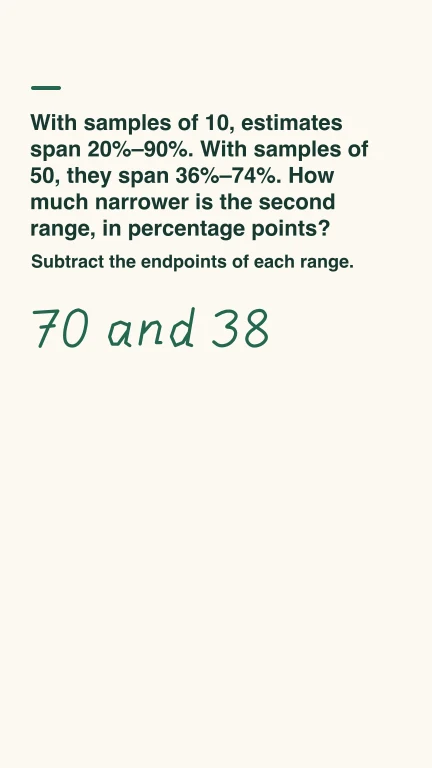 With samples of 10, estimates
span 20%–90%. With samples of
50, they span 36%–74%. How
much narrower is the second
range, in percentage points?
Subtract the endpoints of each range.
70 and 38